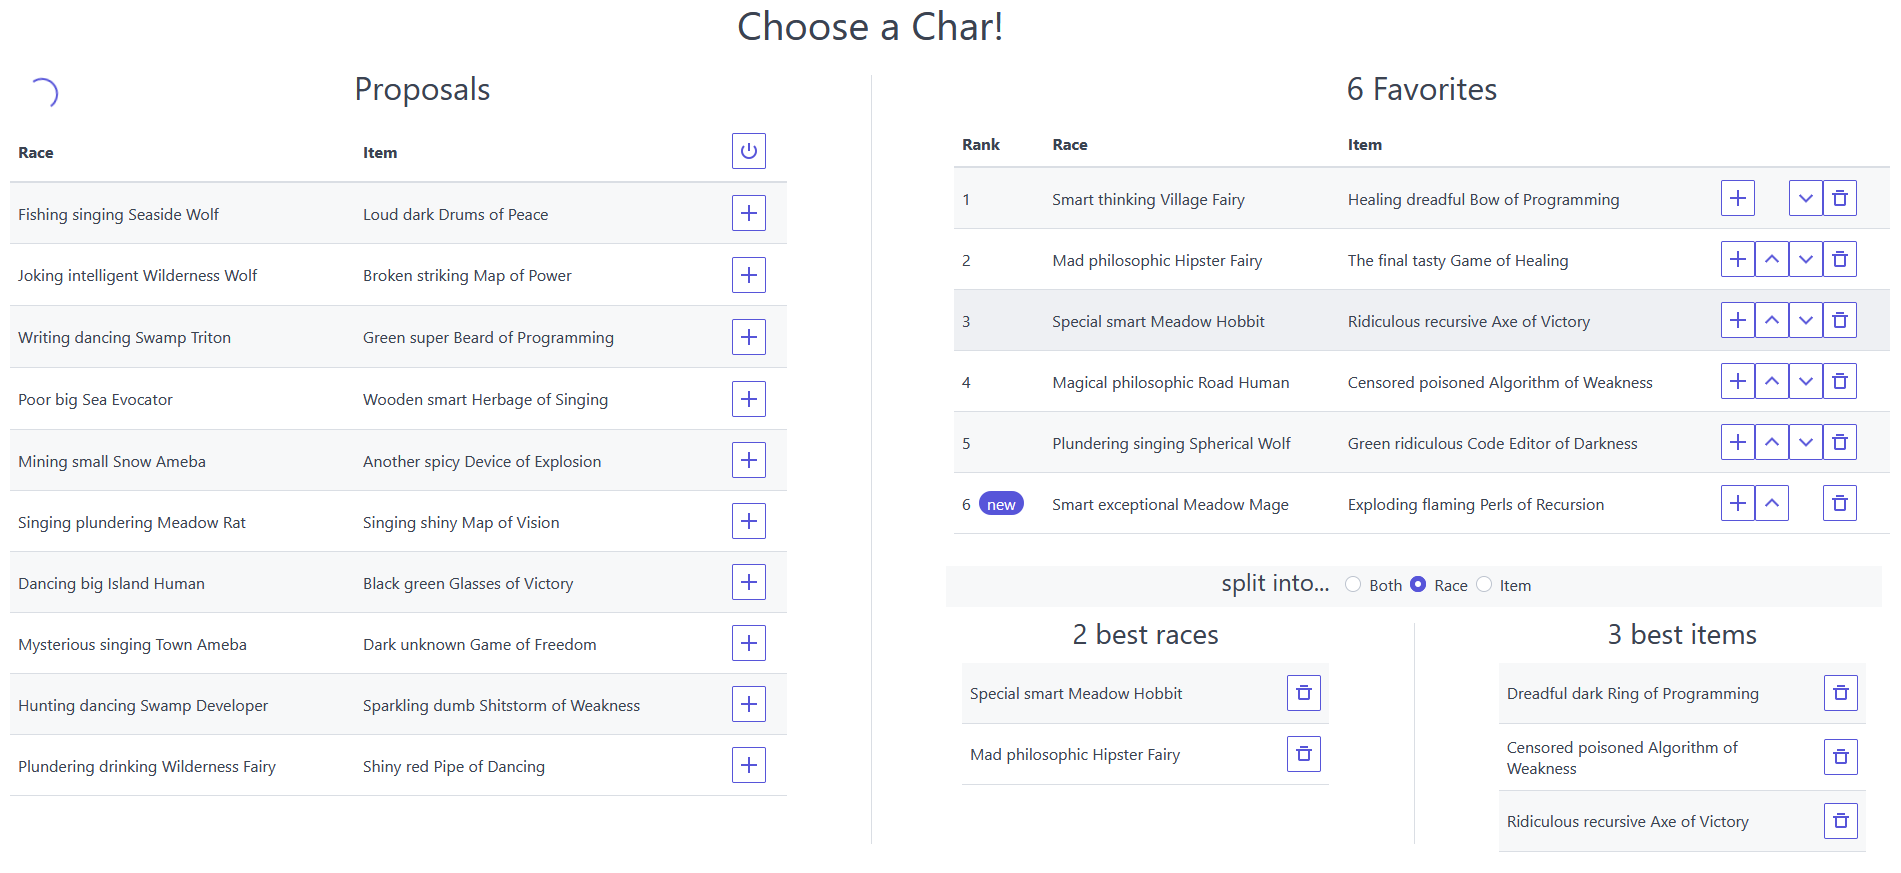 Choose a Char!
Proposals
Race Item
Fishing singing Seaside Wolf Loud dark Drums of Peace
Joking intelligent Wilderness Wolf Broken striking Map of Power
Writing dancing Swamp Triton Green super Beard of Programming
Poor big Sea Evocator Wooden smart Herbage of Singing
Mining small Snow Ameba Another spicy Device of Explosion
Singing plundering Meadow Rat Singing shiny Map of Vision
Dancing big Island Human Black green Glasses of Victory
Mysterious singing Town Ameba Dark unknown Game of Freedom
Hunting dancing Swamp Developer Sparkling dumb Shitstorm of Weakness
Plundering drinking Wilderness Fairy Shiny red Pipe of Dancing
6 Favorites
Rank Race Item
1 Smart thinking Village Fairy Healing dreadful Bow of Programming
2 Mad philosophic Hipster Fairy The final tasty Game of Healing
3 Special smart Meadow Hobbit Ridiculous recursive Axe of Victory
4 Magical philosophic Road Human Censored poisoned Algorithm of Weakness
5 Plundering singing Spherical Wolf Green ridiculous Code Editor of Darkness
6 new Smart exceptional Meadow Mage Exploding flaming Perls of Recursion
split into... Both Race Item
2 best races
Special smart Meadow Hobbit
Mad philosophic Hipster Fairy
3 best items
Dreadful dark Ring of Programming
Censored poisoned Algorithm of
Weakness
Ridiculous recursive Axe of Victory